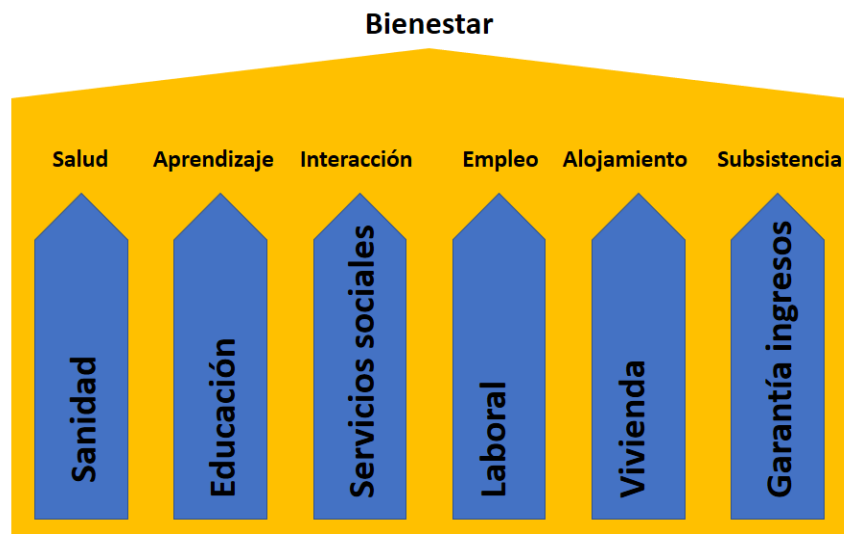 Bienestar
Salud
Aprendizaje
Interacción
Empleo
Alojamiento
Subsistencia
Sanidad
Educación
Servicios sociales
Laboral
Vivienda
Garantía ingresos